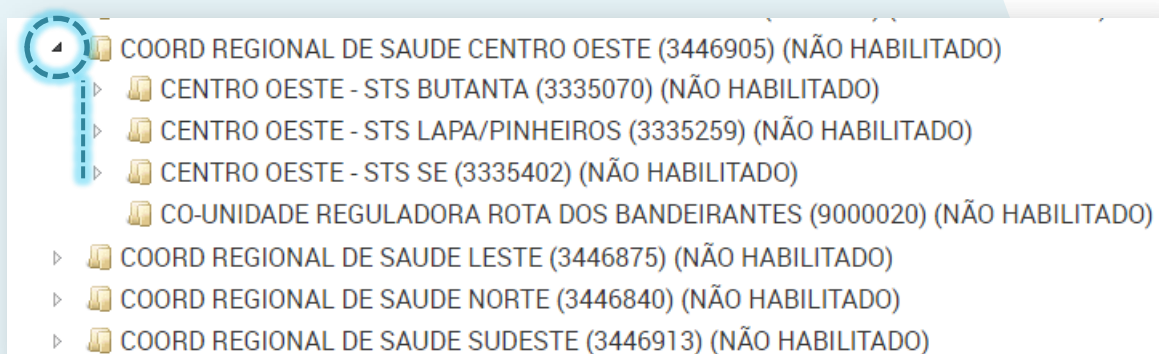 COORD REGIONAL DE SAUDE CENTRO OESTE (3446905) (NÃO HABILITADO)
CENTRO OESTE - STS BUTANTA (3335070) (NÃO HABILITADO)
CENTRO OESTE - STS LAPA/PINHEIROS (3335259) (NÃO HABILITADO)
CENTRO OESTE - STS SE (3335402) (NÃO HABILITADO)
CO-UNIDADE REGULADORA ROTA DOS BANDEIRANTES (9000020) (NÃO HABILITADO)
COORD REGIONAL DE SAUDE LESTE (3446875) (NÃO HABILITADO)
COORD REGIONAL DE SAUDE NORTE (3446840) (NÃO HABILITADO)
COORD REGIONAL DE SAUDE SUDESTE (3446913) (NÃO HABILITADO)